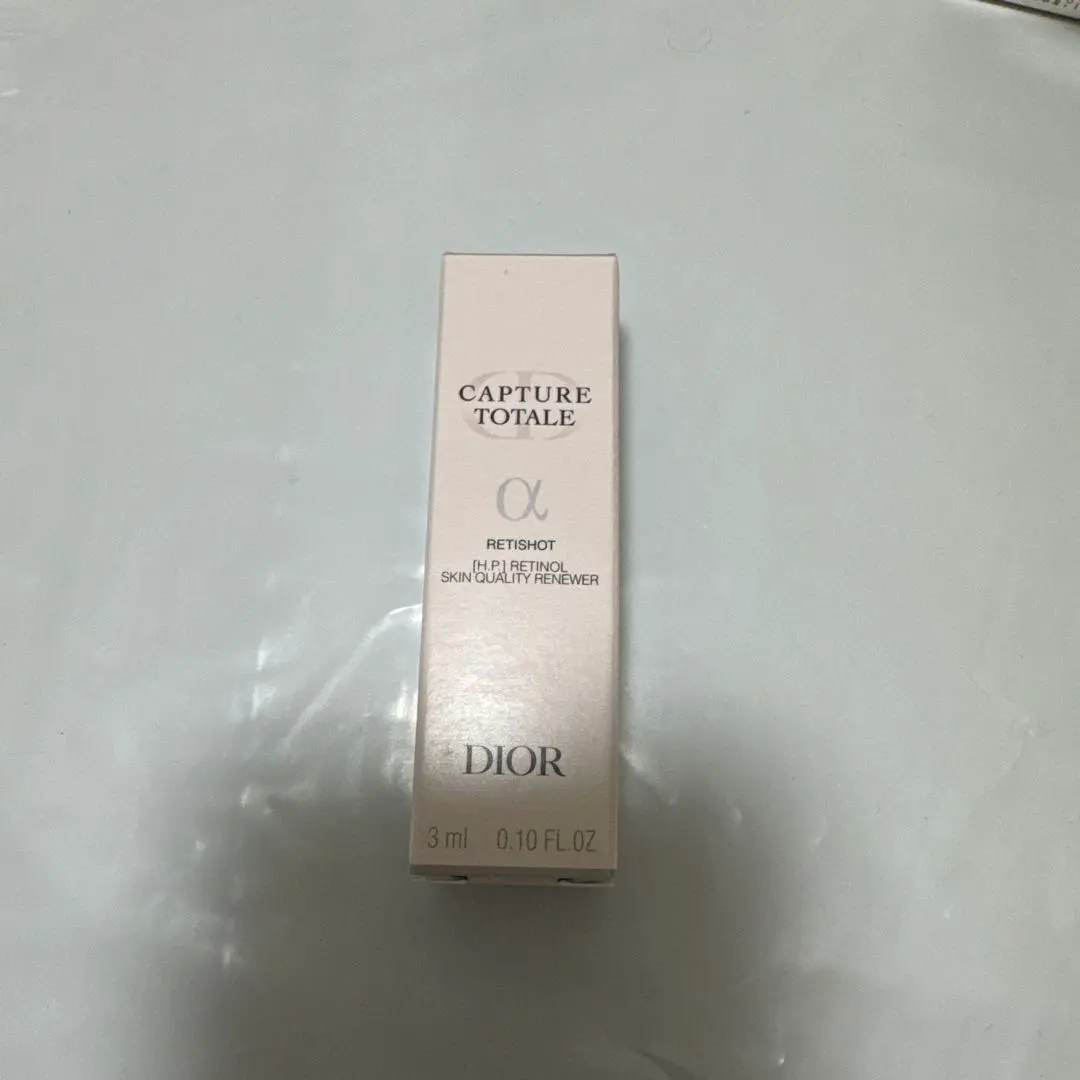 CAPTURE
TOTALE
α
RETISHOT
[H.P.] RETINOL
SKIN QUALITY RENEWER
DIOR
3 ml 0.10 FL.OZ